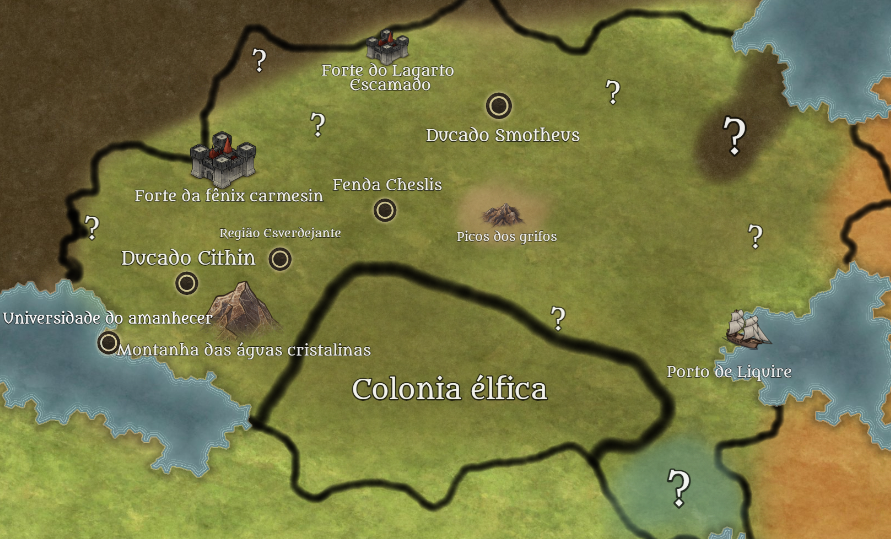 ?
Forte do Lagarto
Escamado
?
?
Ducado Smotheus
?
Forte da fênix carmesin
Fenda Cheslis
?
Região Esverdejante
Picos dos grifos
?
Ducado Cithin
Universidade do amanhecer
?
Montanha das águas cristalinas
Porto de Liquire
Colonia élfica
?